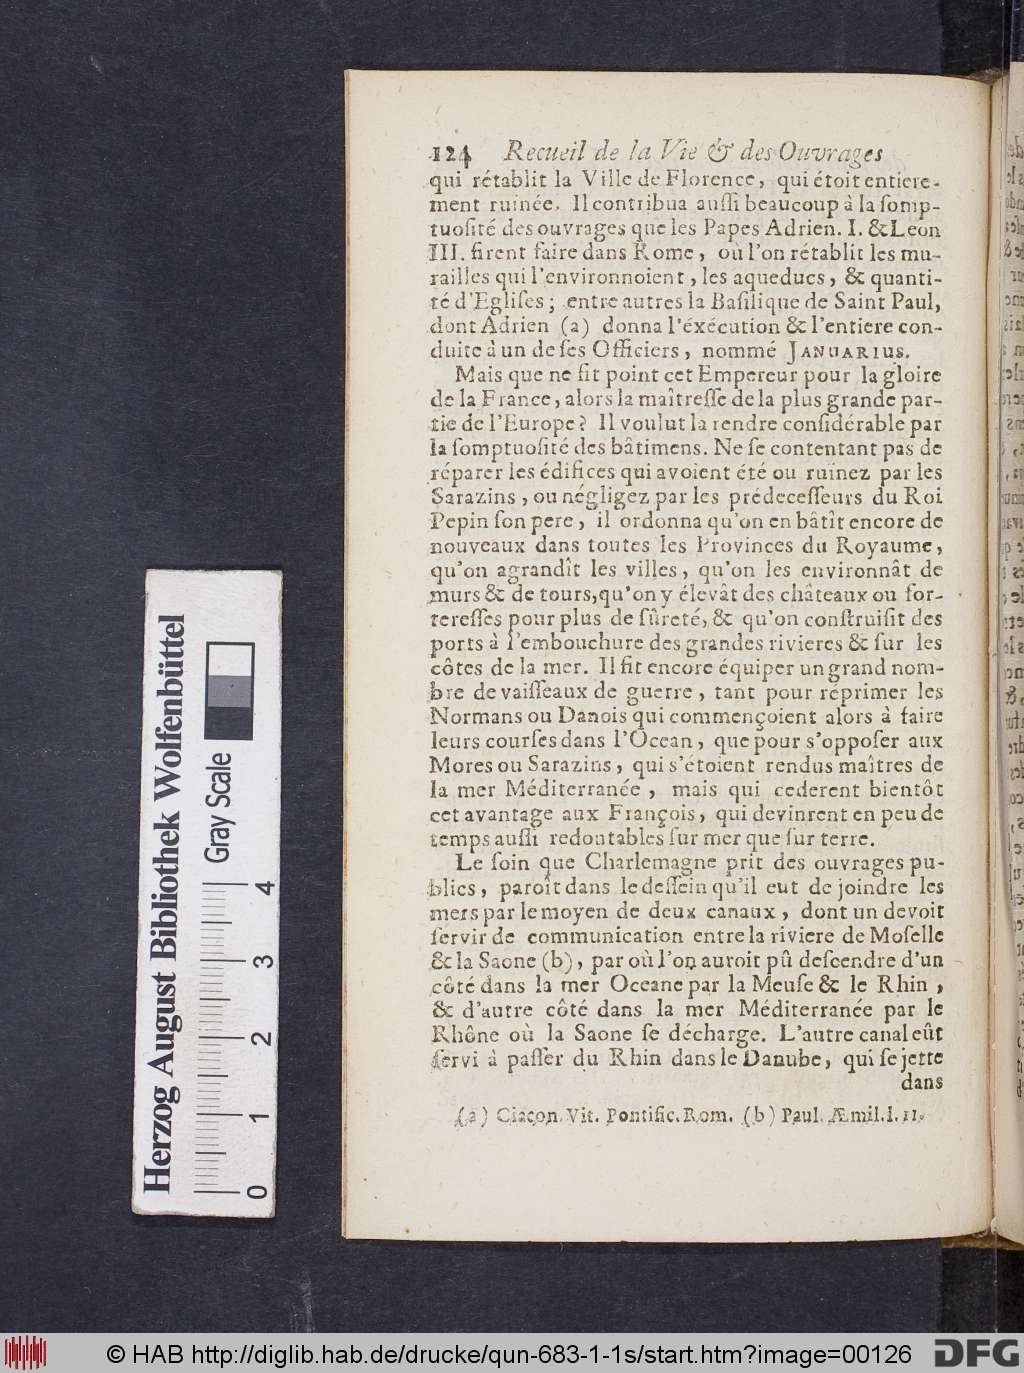 124 Recueil de la Vie & des Ouvrages
qui rétablit la Ville de Florence, qui étoit entiere-
ment ruinée. Il contribua auſſi beaucoup à la ſomp-
tuoſité des ouvrages que les Papes Adrien. I. & Leon
III. firent faire dans Rome, où l'on rétablit les mu-
railles qui l'environnoient, les aqueducs, & quanti-
té d'Egliſes; entre autres la Baſilique de Saint Paul,
dont Adrien (a) donna l'éxécution & l'entiere con-
duite à un de ſes Officiers, nommé JANUARIUS.
Mais que ne fit point cet Empereur pour la gloire
de la France, alors la maîtreſſe de la plus grande par-
tie de l'Europe? Il voulut la rendre conſidérable par
la ſomptuoſité des bâtimens. Ne ſe contentant pas de
réparer les édifices qui avoient été ou ruinez par les
Sarazins, ou négligez par les prédeceſſeurs du Roi
Pepin ſon pere, il ordonna qu'on en bâtît encore de
nouveaux dans toutes les Provinces du Royaume,
qu'on agrandît les villes, qu'on les environnât de
murs & de tours, qu'on y élevât des châteaux ou for-
tereſſes pour plus de ſûreté, & qu'on conſtruiſit des
ports à l'embouchure des grandes rivieres & ſur les
côtes de la mer. Il fit encore équiper un grand nom-
bre de vaiſſeaux de guerre, tant pour réprimer les
Normans ou Danois qui commençoient alors à faire
leurs courſes dans l'Ocean, que pour s'oppoſer aux
Mores ou Sarazins, qui s'étoient rendus maîtres de
la mer Méditerranée, mais qui cederent bientôt
cet avantage aux François, qui devinrent en peu de
temps auſſi redoutables ſur mer que ſur terre.
Le ſoin que Charlemagne prit des ouvrages pu-
blics, paroît dans le deſſein qu'il eut de joindre les
mers par le moyen de deux canaux, dont un devoit
ſervir de communication entre la riviere de Moſelle
& la Saone (b), par où l'on auroit pû deſcendre d'un
côté dans la mer Oceane par la Meuſe & le Rhin,
& d'autre côté dans la mer Méditerranée par le
Rhône où la Saone ſe décharge. L'autre canal eût
ſervi à paſſer du Rhin dans le Danube, qui ſe jette
dans
(a) Ciacon. Vit. Pontific. Rom. (b) Paul. Æmil. l. 11.
Herzog August Bibliothek Wolfenbüttel
Gray Scale
0 1 2 3 4
© HAB http://diglib.hab.de/drucke/qun-683-1-1s/start.htm?image=00126
DFG